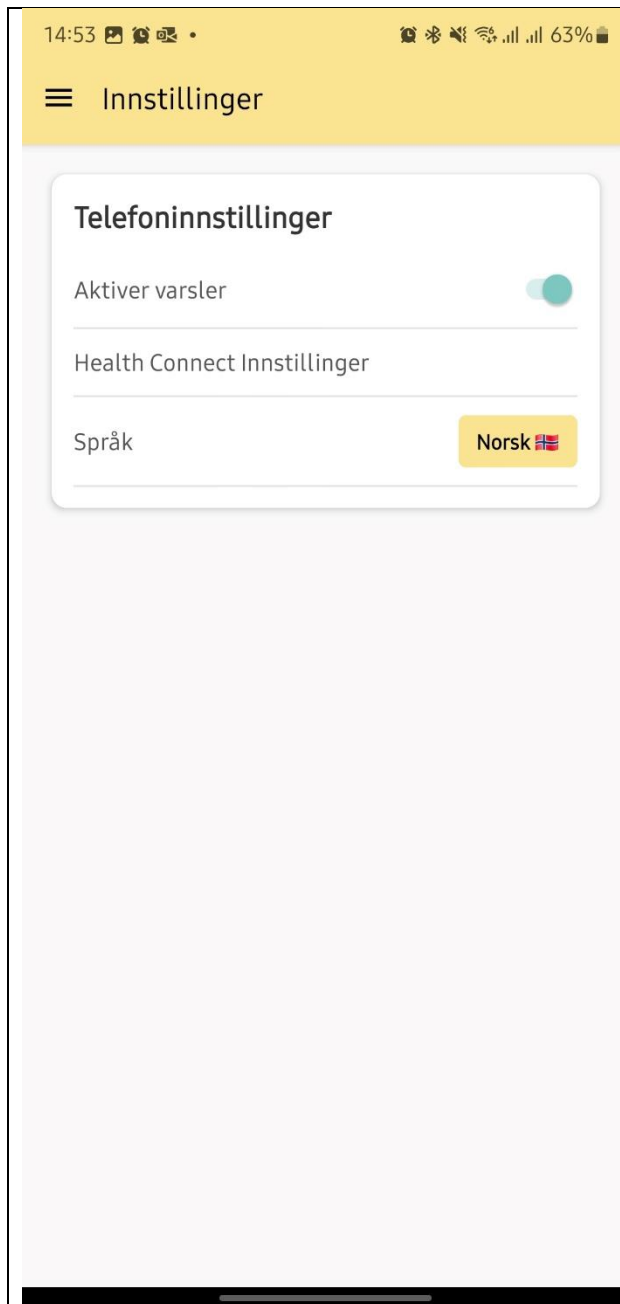 14:53
63%
Innstillinger
Telefoninnstillinger
Aktiver varsler
Health Connect Innstillinger
Språk
Norsk 🇳🇴